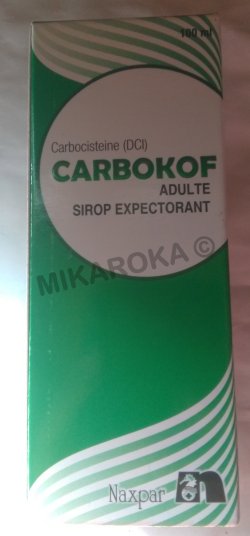 100 ml
Carbocisteine (DCI)
CARBOKOF
ADULTE
SIROP EXPECTORANT
MIKAROKA ©
Naxpar